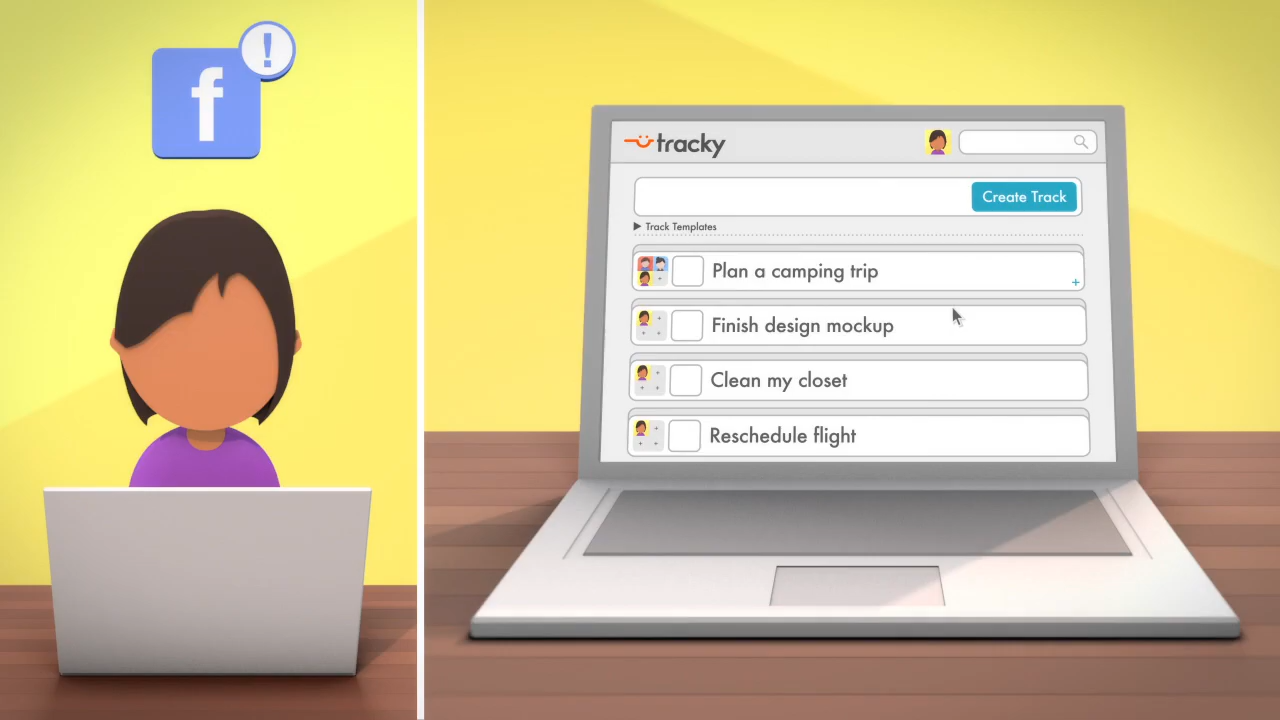 f
!
tracky
Create Track
Track Templates
Plan a camping trip
Finish design mockup
Clean my closet
Reschedule flight